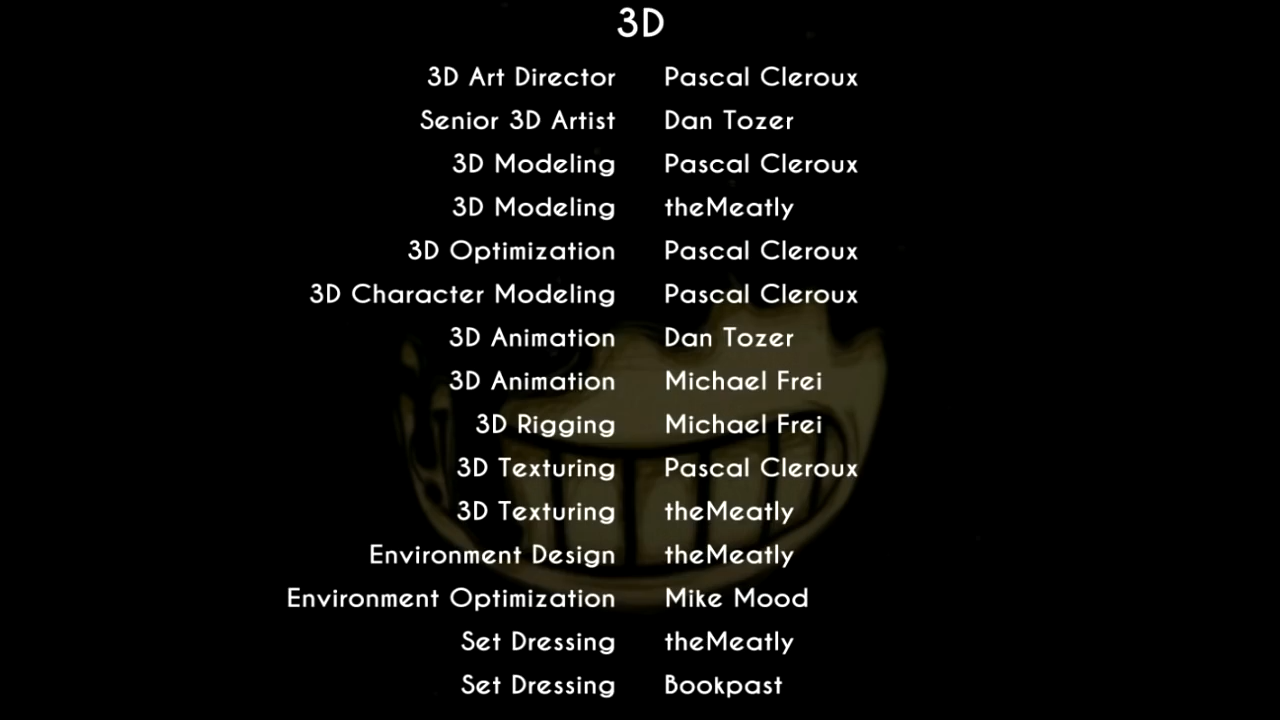 3D
3D Art Director Pascal Cleroux
Senior 3D Artist Dan Tozer
3D Modeling Pascal Cleroux
3D Modeling theMeatly
3D Optimization Pascal Cleroux
3D Character Modeling Pascal Cleroux
3D Animation Dan Tozer
3D Animation Michael Frei
3D Rigging Michael Frei
3D Texturing Pascal Cleroux
3D Texturing theMeatly
Environment Design theMeatly
Environment Optimization Mike Mood
Set Dressing theMeatly
Set Dressing Bookpast